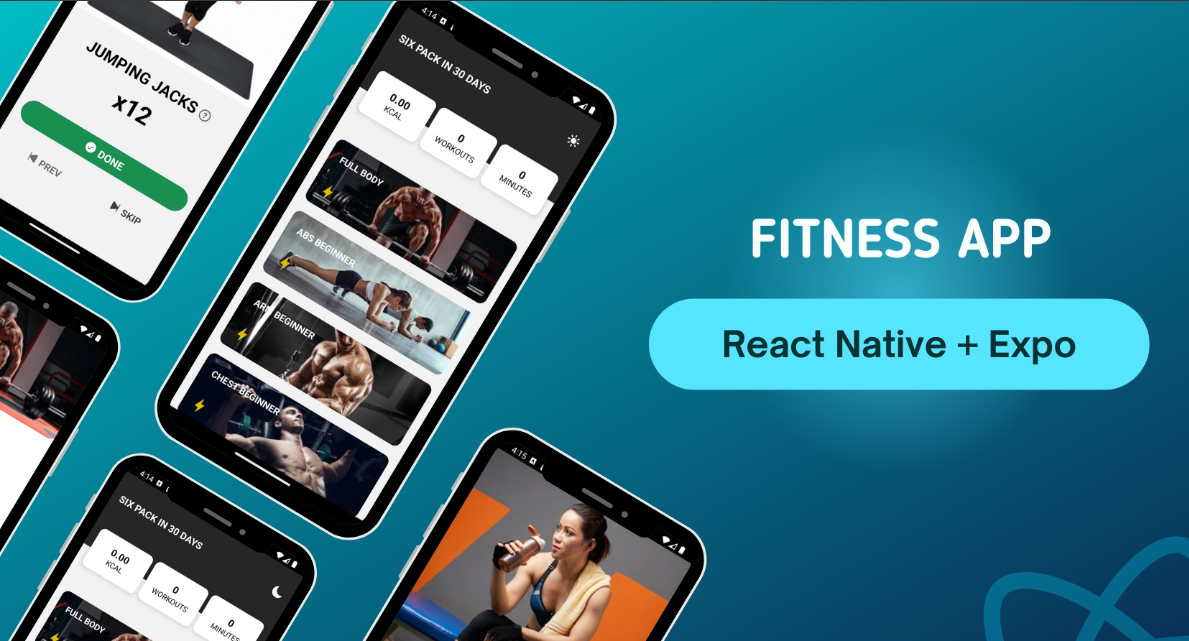 JUMPING JACKS ?
x12
DONE
PREV
SKIP
4:14
SIX PACK IN 30 DAYS
0.00
KCAL
0
WORKOUTS
0
MINUTES
FULL BODY
ABS BEGINNER
ARM BEGINNER
CHEST BEGINNER
4:14
SIX PACK IN 30 DAYS
0.00
KCAL
0
WORKOUTS
0
MINUTES
FULL BODY
4:15
FITNESS APP
React Native + Expo